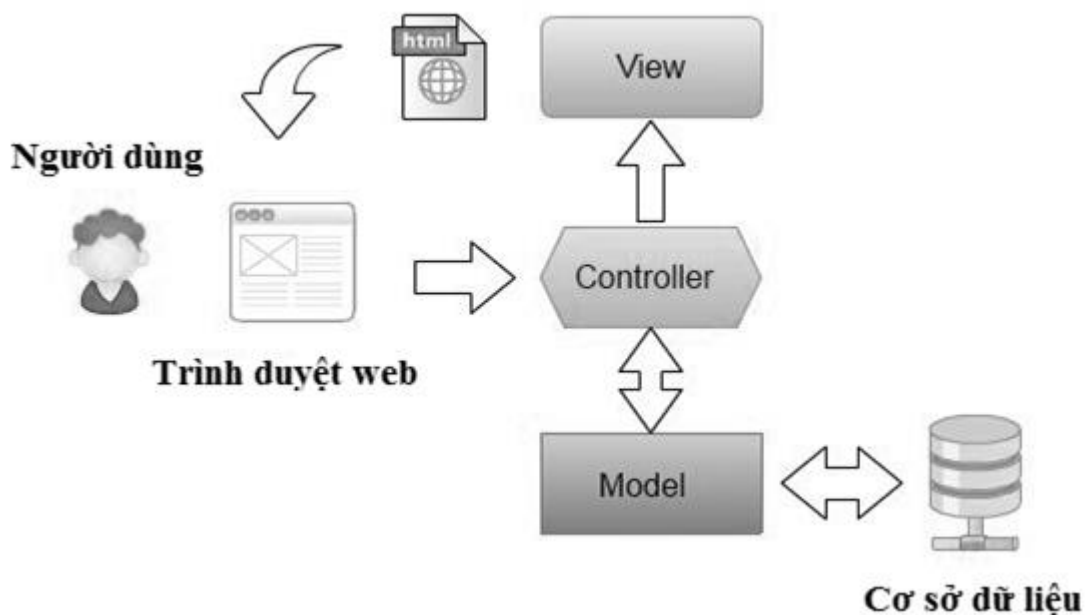 html
View
Người dùng
Controller
Trình duyệt web
Model
Cơ sở dữ liệu